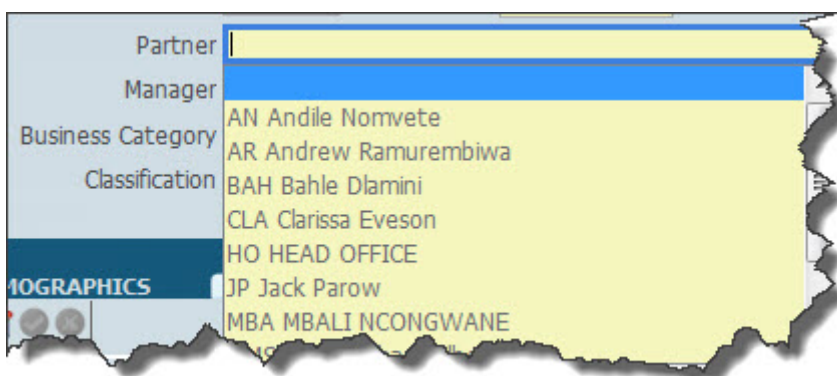 Partner
Manager
Business Category
Classification
AN Andile Nomvete
AR Andrew Ramurembiwa
BAH Bahle Dlamini
CLA Clarissa Eveson
HO HEAD OFFICE
JP Jack Parow
MBA MBALI NCONGWANE
MOGRAPHICS